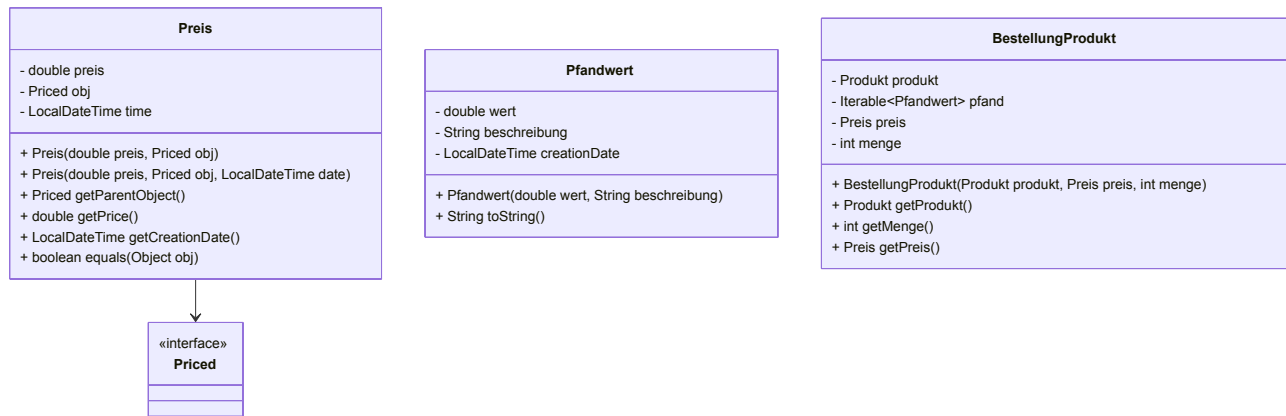 Preis
- double preis
- Priced obj
- LocalDateTime time
+ Preis(double preis, Priced obj)
+ Preis(double preis, Priced obj, LocalDateTime date)
+ Priced getParentObject()
+ double getPrice()
+ LocalDateTime getCreationDate()
+ boolean equals(Object obj)
«interface»
Priced
Pfandwert
- double wert
- String beschreibung
- LocalDateTime creationDate
+ Pfandwert(double wert, String beschreibung)
+ String toString()
BestellungProdukt
- Produkt produkt
- Iterable<Pfandwert> pfand
- Preis preis
- int menge
+ BestellungProdukt(Produkt produkt, Preis preis, int menge)
+ Produkt getProdukt()
+ int getMenge()
+ Preis getPreis()